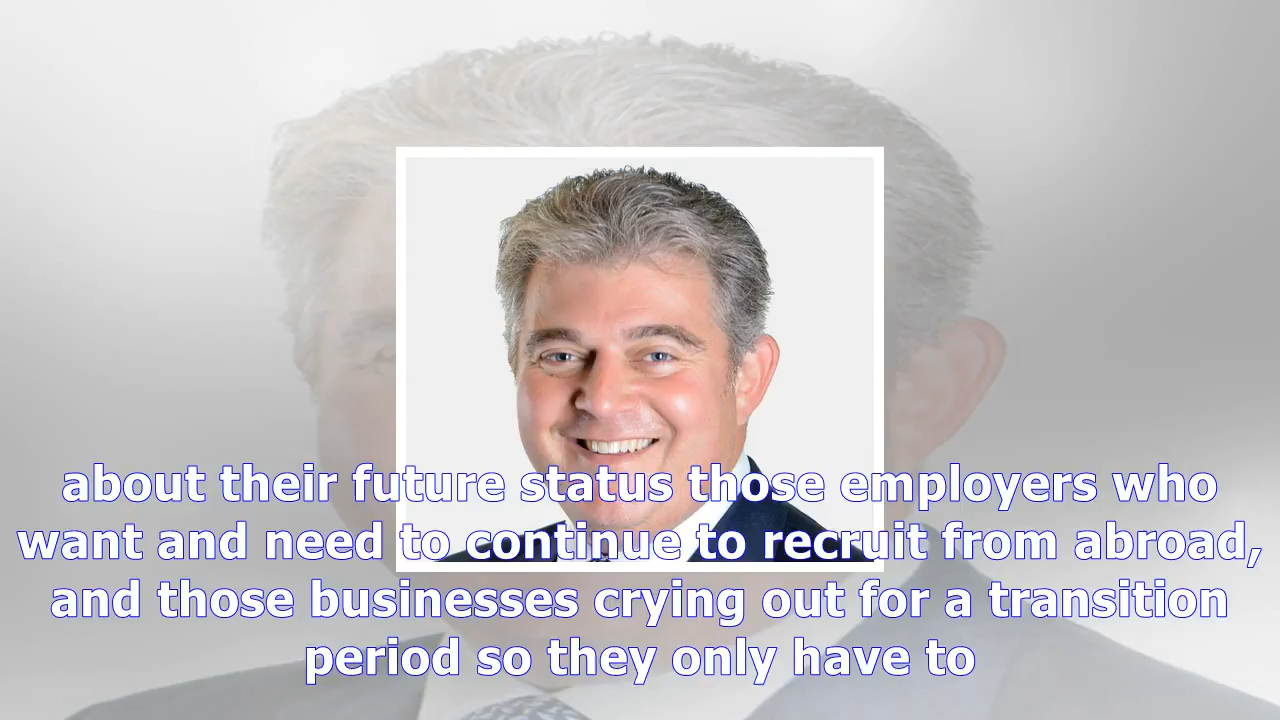 about their future status those employers who
want and need to continue to recruit from abroad,
and those businesses crying out for a transition
period so they only have to